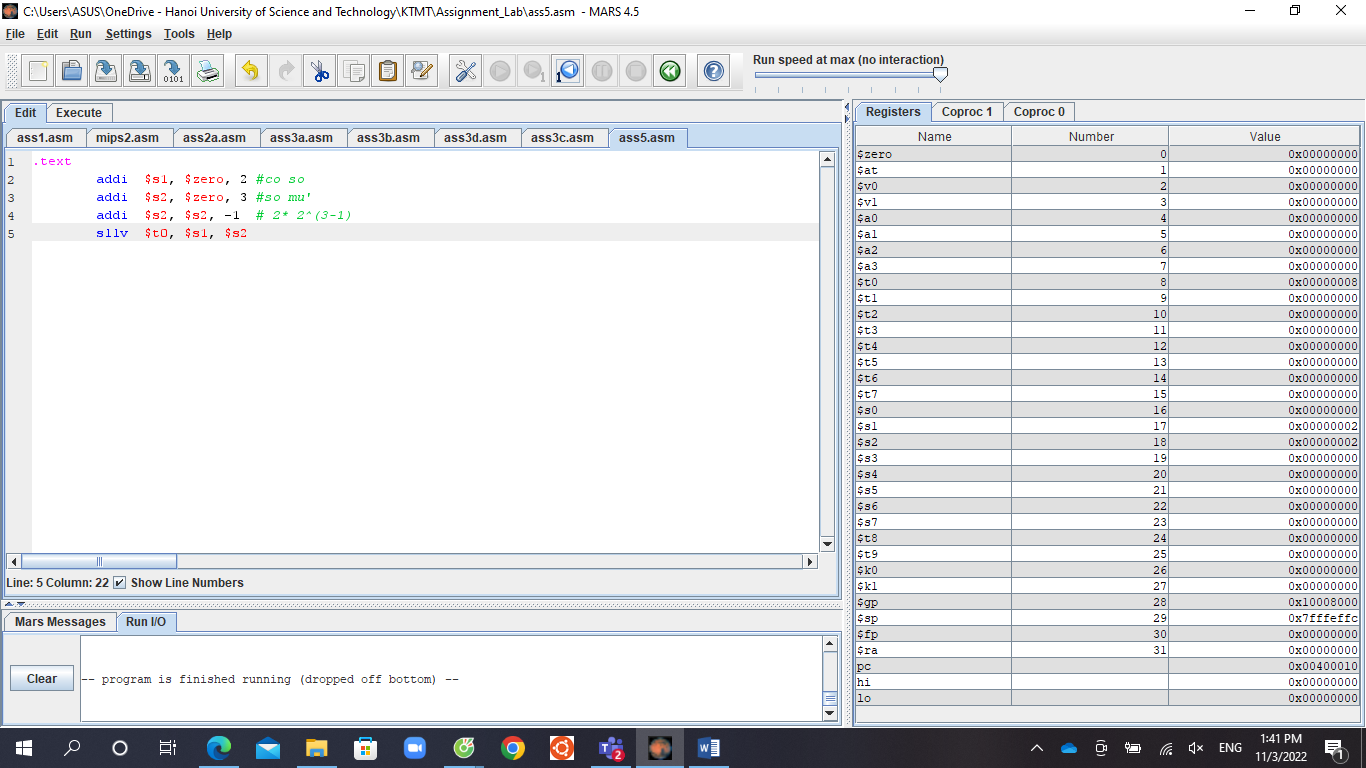 C:\Users\ASUS\OneDrive - Hanoi University of Science and Technology\KTMT\Assignment_Lab\ass5.asm - MARS 4.5
File Edit Run Settings Tools Help
0101
1
1
Run speed at max (no interaction)
Edit Execute
ass1.asm mips2.asm ass2a.asm ass3a.asm ass3b.asm ass3d.asm ass3c.asm ass5.asm
1 .text
2 addi $s1, $zero, 2 #co so
3 addi $s2, $zero, 3 #so mu'
4 addi $s2, $s2, -1 # 2* 2^(3-1)
5 sllv $t0, $s1, $s2
Line: 5 Column: 22 Show Line Numbers
Mars Messages Run I/O
Clear
-- program is finished running (dropped off bottom) --
Registers Coproc 1 Coproc 0
Name Number Value
$zero 0 0x00000000
$at 1 0x00000000
$v0 2 0x00000000
$v1 3 0x00000000
$a0 4 0x00000000
$a1 5 0x00000000
$a2 6 0x00000000
$a3 7 0x00000000
$t0 8 0x00000008
$t1 9 0x00000000
$t2 10 0x00000000
$t3 11 0x00000000
$t4 12 0x00000000
$t5 13 0x00000000
$t6 14 0x00000000
$t7 15 0x00000000
$s0 16 0x00000000
$s1 17 0x00000002
$s2 18 0x00000002
$s3 19 0x00000000
$s4 20 0x00000000
$s5 21 0x00000000
$s6 22 0x00000000
$s7 23 0x00000000
$t8 24 0x00000000
$t9 25 0x00000000
$k0 26 0x00000000
$k1 27 0x00000000
$gp 28 0x10008000
$sp 29 0x7fffeffc
$fp 30 0x00000000
$ra 31 0x00000000
pc 0x00400010
hi 0x00000000
lo 0x00000000
2
ENG
1:41 PM
11/3/2022
1